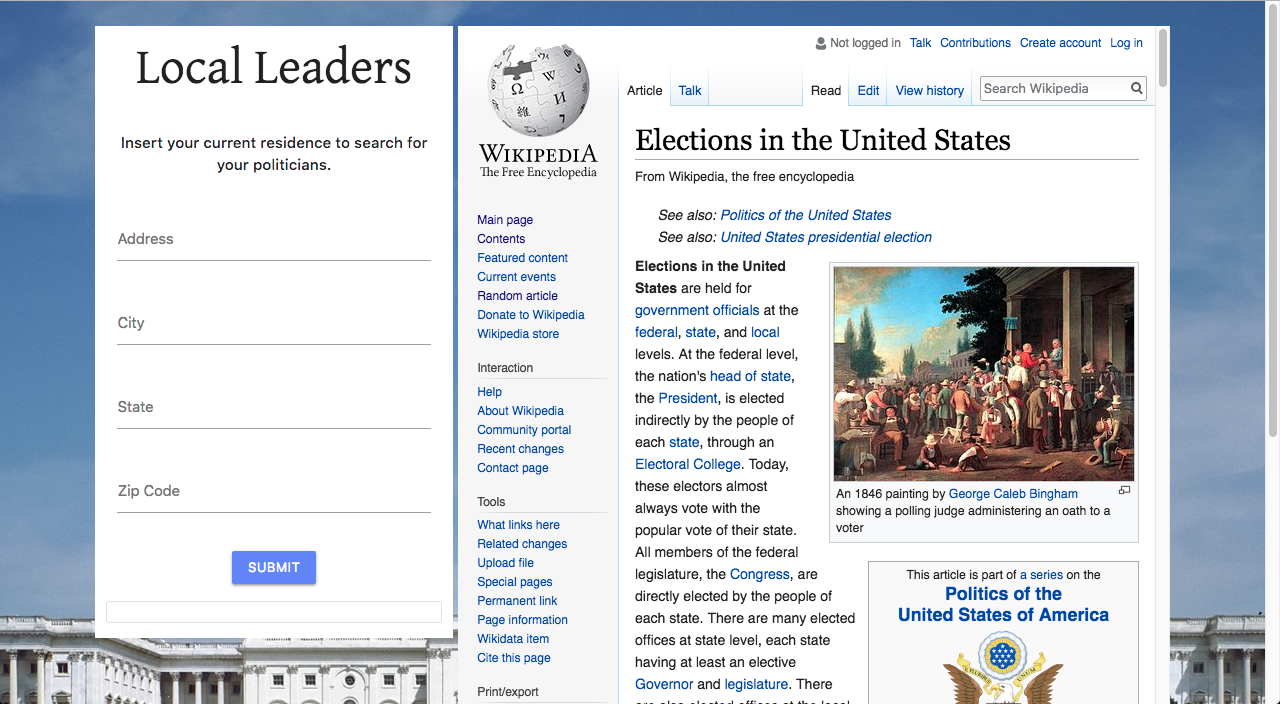 Local Leaders
Insert your current residence to search for
your politicians.
Address
City
State
Zip Code
SUBMIT
Ω W И 維 7
WIKIPEDIA
The Free Encyclopedia
Main page
Contents
Featured content
Current events
Random article
Donate to Wikipedia
Wikipedia store
Interaction
Help
About Wikipedia
Community portal
Recent changes
Contact page
Tools
What links here
Related changes
Upload file
Special pages
Permanent link
Page information
Wikidata item
Cite this page
Print/export
Not logged in Talk Contributions Create account Log in
Article Talk Read Edit View history Search Wikipedia
Elections in the United States
From Wikipedia, the free encyclopedia
See also: Politics of the United States
See also: United States presidential election
Elections in the United
States are held for
government officials at the
federal, state, and local
levels. At the federal level,
the nation's head of state,
the President, is elected
indirectly by the people of
each state, through an
Electoral College. Today,
these electors almost
always vote with the
popular vote of their state.
All members of the federal
legislature, the Congress, are
directly elected by the people of
each state. There are many elected
offices at state level, each state
having at least an elective
Governor and legislature. There
are also elected offices at the local
An 1846 painting by George Caleb Bingham
showing a polling judge administering an oath to a
voter
This article is part of a series on the
Politics of the
United States of America